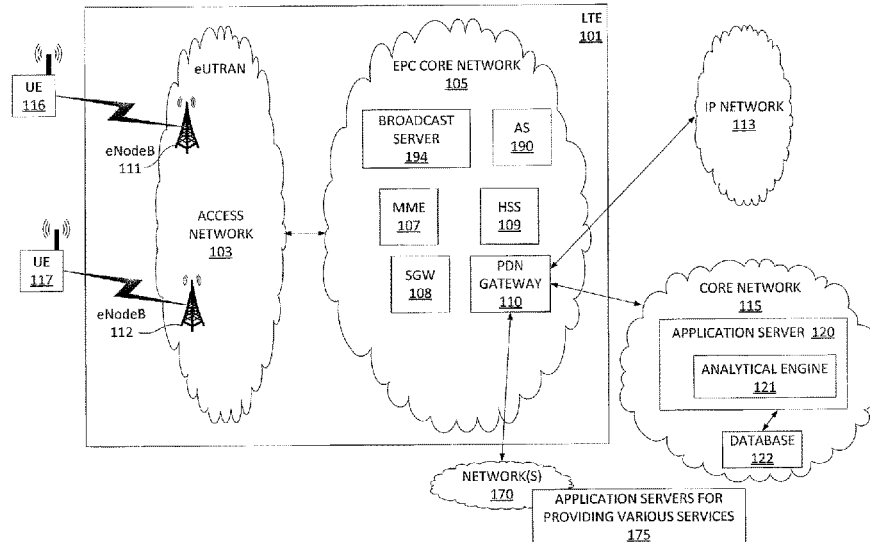 LTE
101
eUTRAN
EPC CORE NETWORK
105
UE
116
BROADCAST
SERVER
194
AS
190
IP NETWORK
113
eNodeB
111
MME
107
HSS
109
ACCESS
NETWORK
103
UE
117
SGW
108
PDN
GATEWAY
110
eNodeB
112
CORE NETWORK
115
APPLICATION SERVER 120
ANALYTICAL ENGINE
121
DATABASE
122
NETWORK(S)
170
APPLICATION SERVERS FOR
PROVIDING VARIOUS SERVICES
175